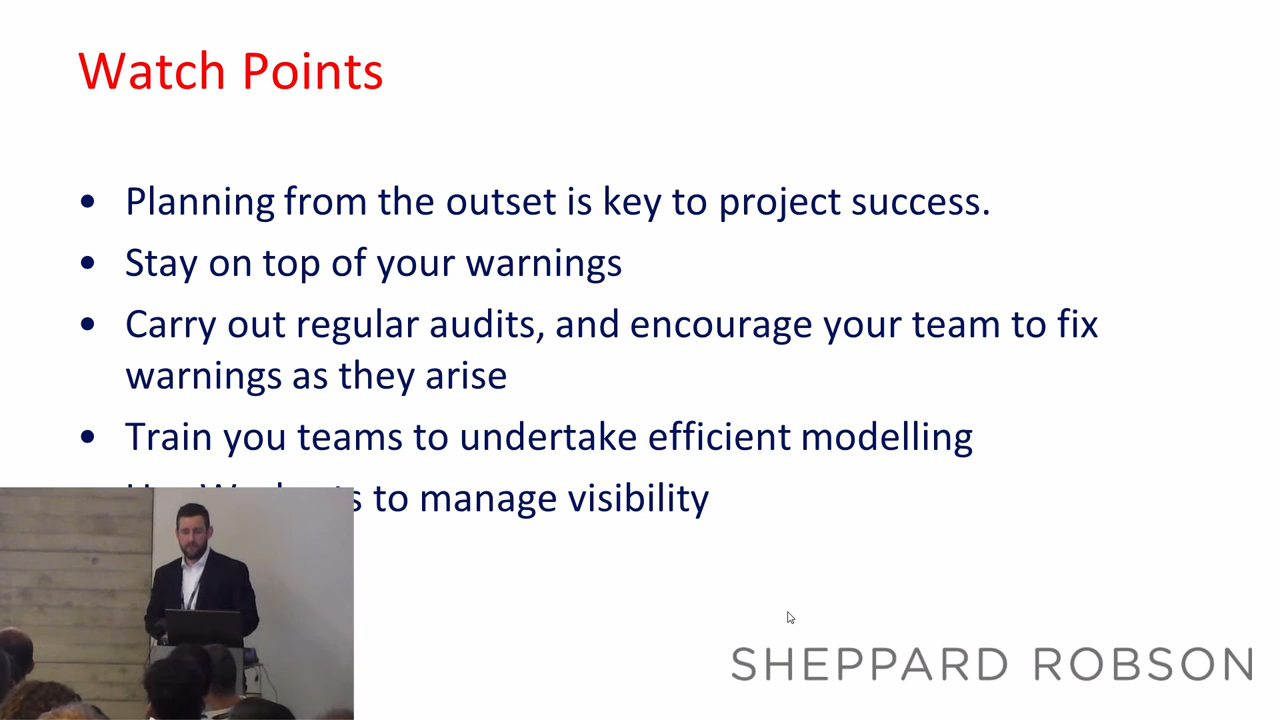 Watch Points
• Planning from the outset is key to project success.
• Stay on top of your warnings
• Carry out regular audits, and encourage your team to fix
warnings as they arise
• Train you teams to undertake efficient modelling
to manage visibility
SHEPPARD ROBSON